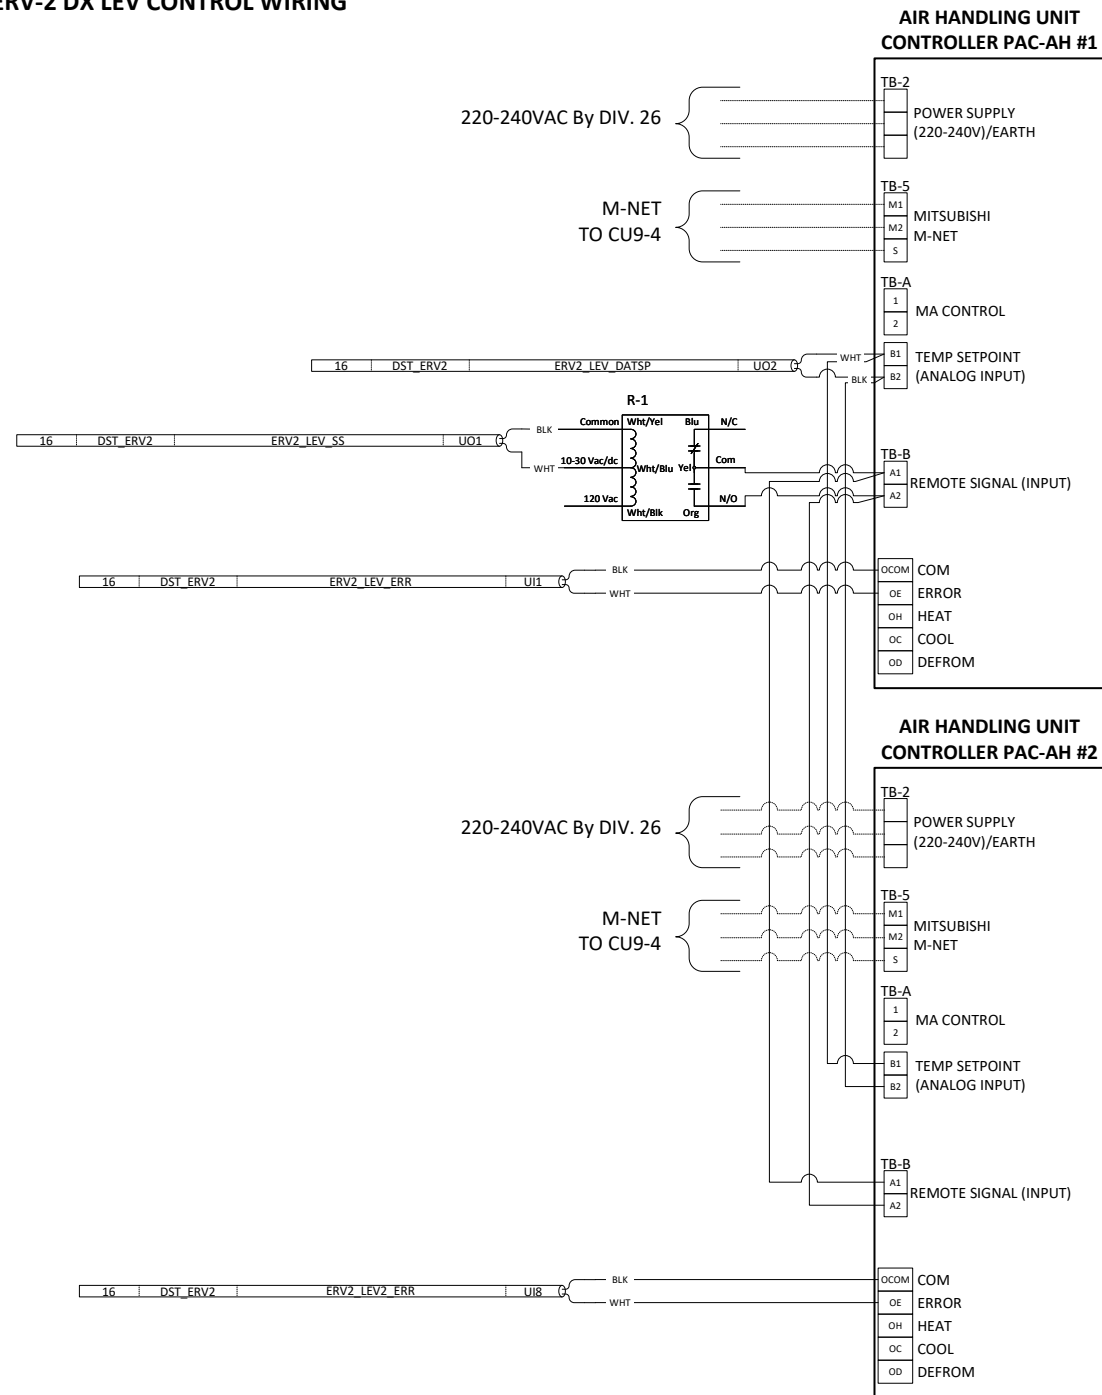 ERV-2 DX LEV CONTROL WIRING
AIR HANDLING UNIT
CONTROLLER PAC-AH #1
TB-2
220-240VAC By DIV. 26
POWER SUPPLY
(220-240V)/EARTH
TB-5
M-NET
TO CU9-4
M1
M2
S
MITSUBISHI
M-NET
TB-A
1
2
MA CONTROL
16 DST_ERV2 ERV2_LEV_DATSP UO2
WHT
BLK
B1
B2
TEMP SETPOINT
(ANALOG INPUT)
R-1
16 DST_ERV2 ERV2_LEV_SS UO1
BLK
WHT
Common Wht/Yel Blu N/C
10-30 Vac/dc Wht/Blu Yel Com
120 Vac N/O
Wht/Blk Org
TB-B
A1
A2
REMOTE SIGNAL (INPUT)
16 DST_ERV2 ERV2_LEV_ERR UI1
BLK
WHT
OCOM COM
OE ERROR
OH HEAT
OC COOL
OD DEFROM
AIR HANDLING UNIT
CONTROLLER PAC-AH #2
TB-2
220-240VAC By DIV. 26
POWER SUPPLY
(220-240V)/EARTH
TB-5
M-NET
TO CU9-4
M1
M2
S
MITSUBISHI
M-NET
TB-A
1
2
MA CONTROL
B1
B2
TEMP SETPOINT
(ANALOG INPUT)
TB-B
A1
A2
REMOTE SIGNAL (INPUT)
16 DST_ERV2 ERV2_LEV2_ERR UI8
BLK
WHT
OCOM COM
OE ERROR
OH HEAT
OC COOL
OD DEFROM